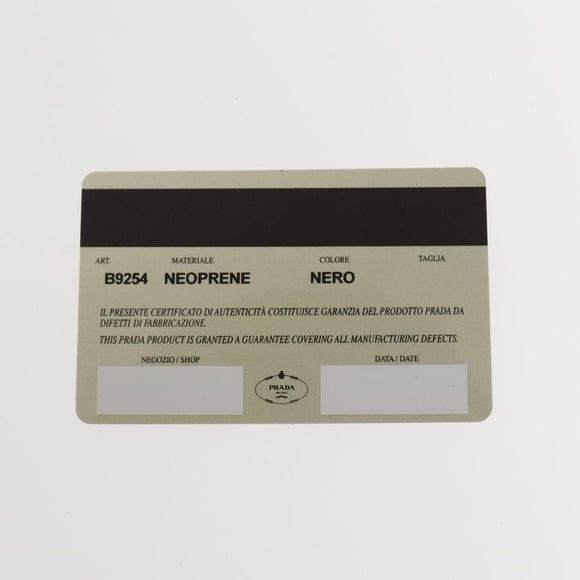 ART. MATERIALE COLORE TAGLIA
B9254 NEOPRENE NERO
IL PRESENTE CERTIFICATO DI AUTENTICITÀ COSTITUISCE GARANZIA DEL PRODOTTO PRADA DA
DIFETTI DI FABBRICAZIONE.
THIS PRADA PRODUCT IS GRANTED A GUARANTEE COVERING ALL MANUFACTURING DEFECTS.
NEGOZIO / SHOP DATA / DATE
PRADA
MILANO